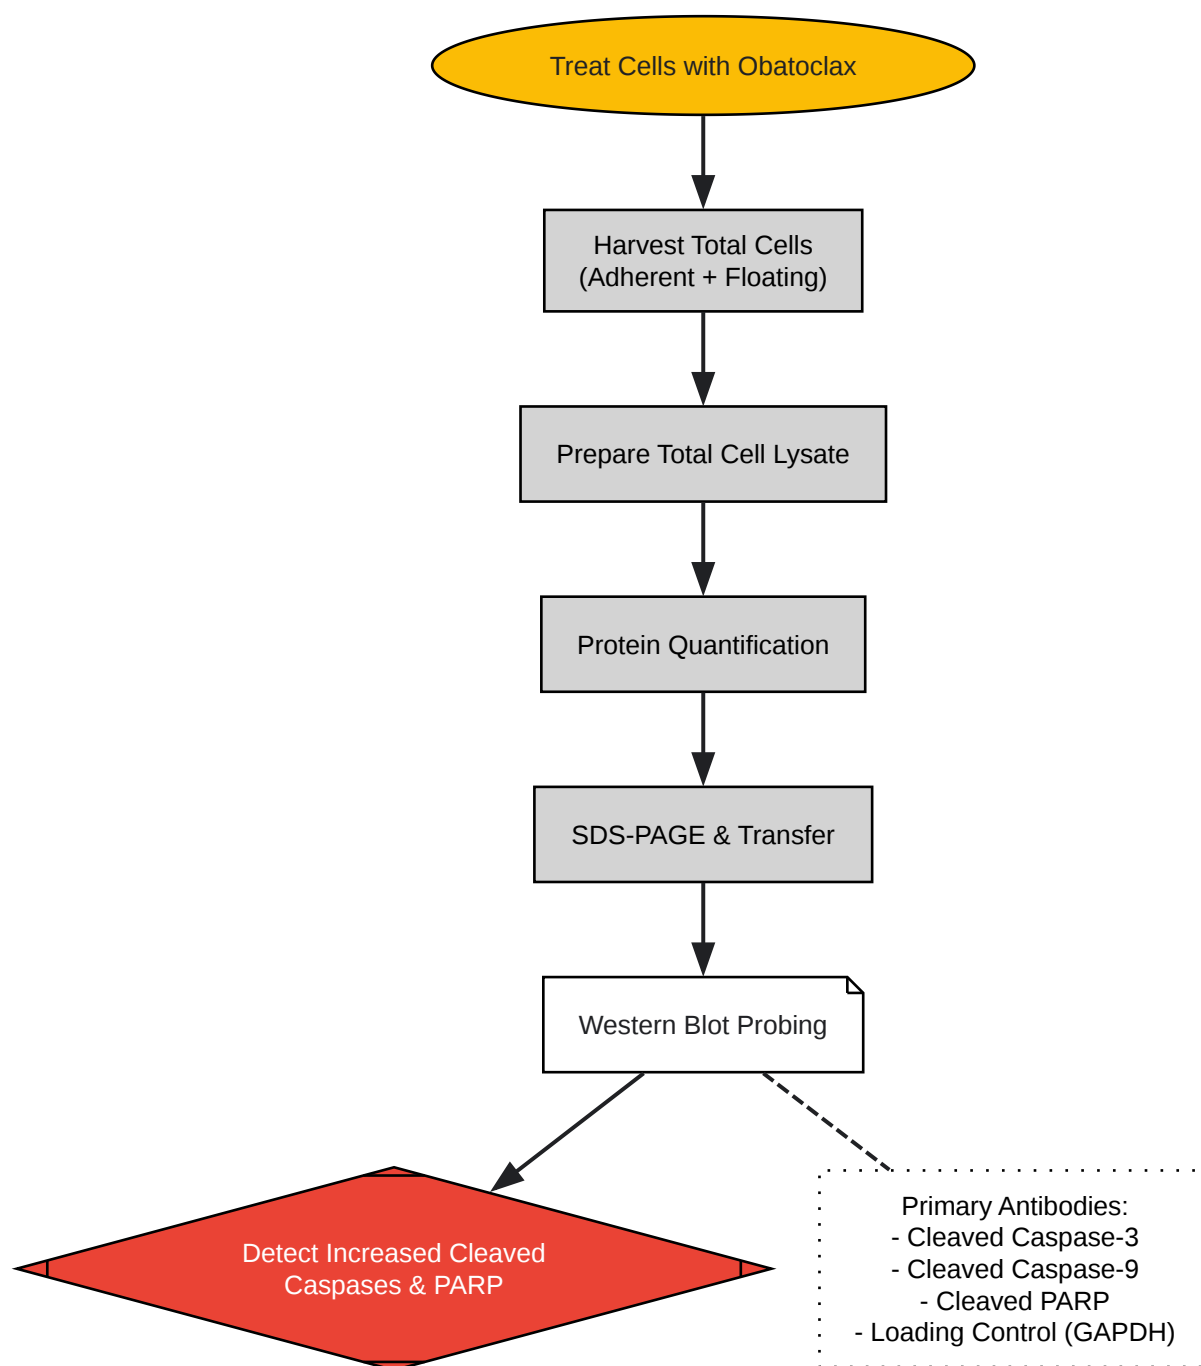 Treat Cells with Obatoclax
Harvest Total Cells
(Adherent + Floating)
Prepare Total Cell Lysate
Protein Quantification
SDS-PAGE & Transfer
Western Blot Probing
Detect Increased Cleaved
Caspases & PARP
Primary Antibodies:
- Cleaved Caspase-3
- Cleaved Caspase-9
- Cleaved PARP
- Loading Control (GAPDH)